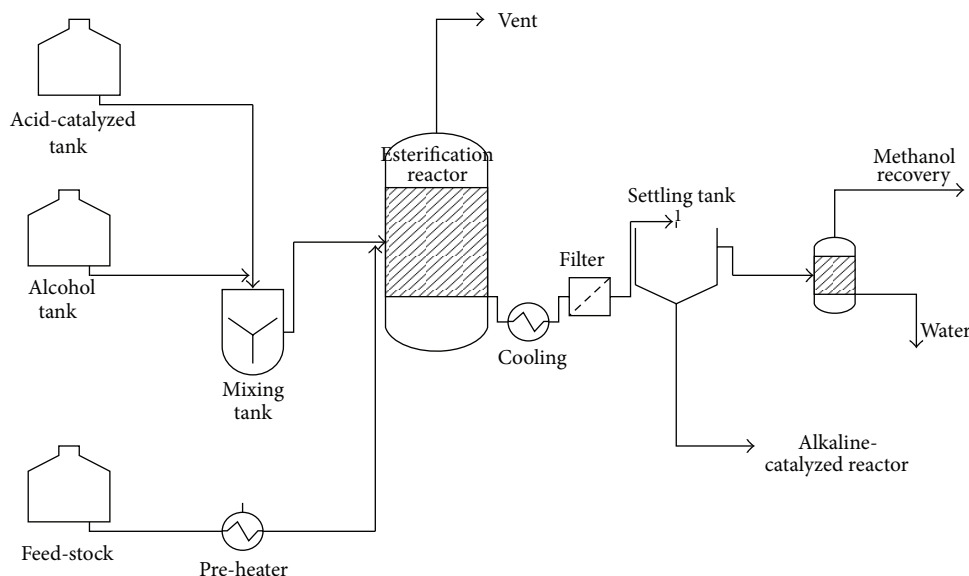 Vent
Acid-catalyzed
tank
Esterification
reactor
Methanol
recovery
Settling tank
1
Alcohol
tank
Filter
Water
Cooling
Mixing
tank
Alkaline-
catalyzed reactor
Feed-stock
Pre-heater